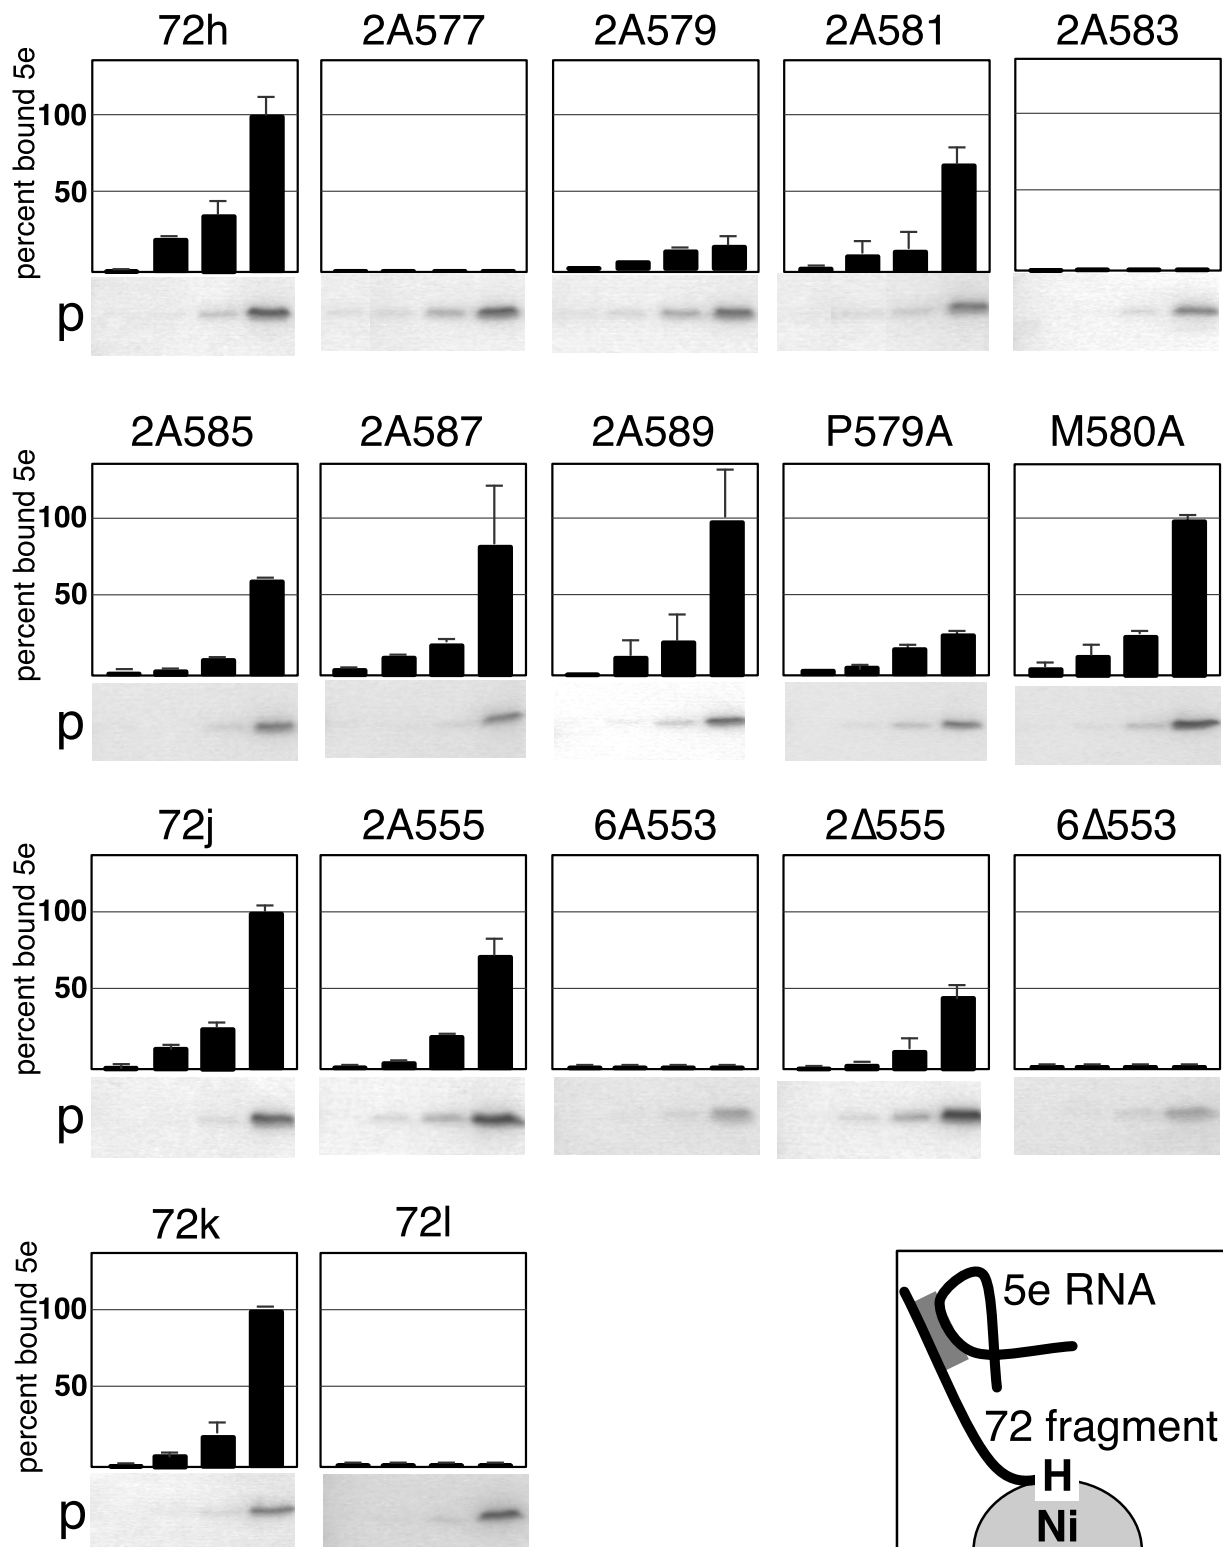 72h 2A577 2A579 2A581 2A583
percent bound 5e
100
50
p
2A585 2A587 2A589 P579A M580A
percent bound 5e
100
50
p
72j 2A555 6A553 2Δ555 6Δ553
percent bound 5e
100
50
p
72k 72l
percent bound 5e
100
50
p
5e RNA
72 fragment
H
Ni